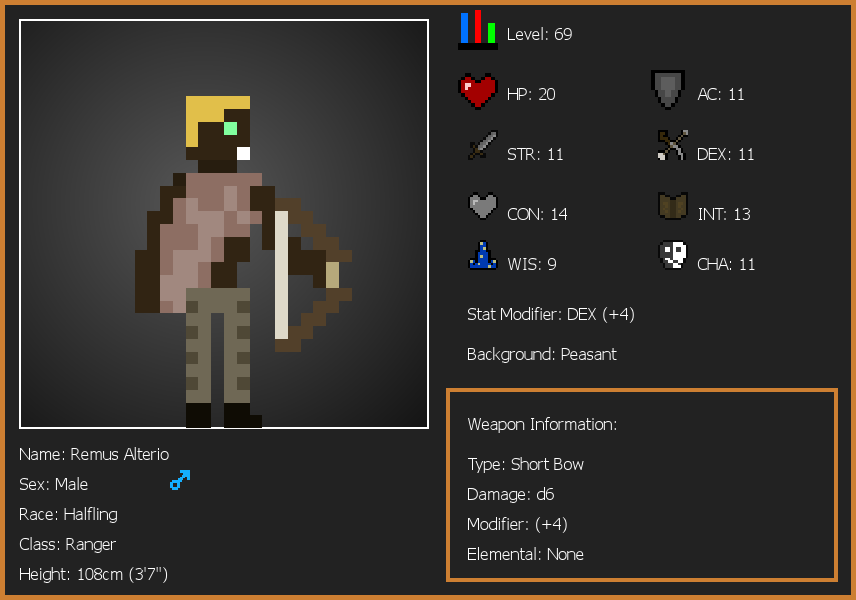 Level: 69
HP: 20
AC: 11
STR: 11
DEX: 11
CON: 14
INT: 13
WIS: 9
CHA: 11
Stat Modifier: DEX (+4)
Background: Peasant
Weapon Information:
Type: Short Bow
Damage: d6
Modifier: (+4)
Elemental: None
Name: Remus Alterio
Sex: Male
Race: Halfling
Class: Ranger
Height: 108cm (3'7")